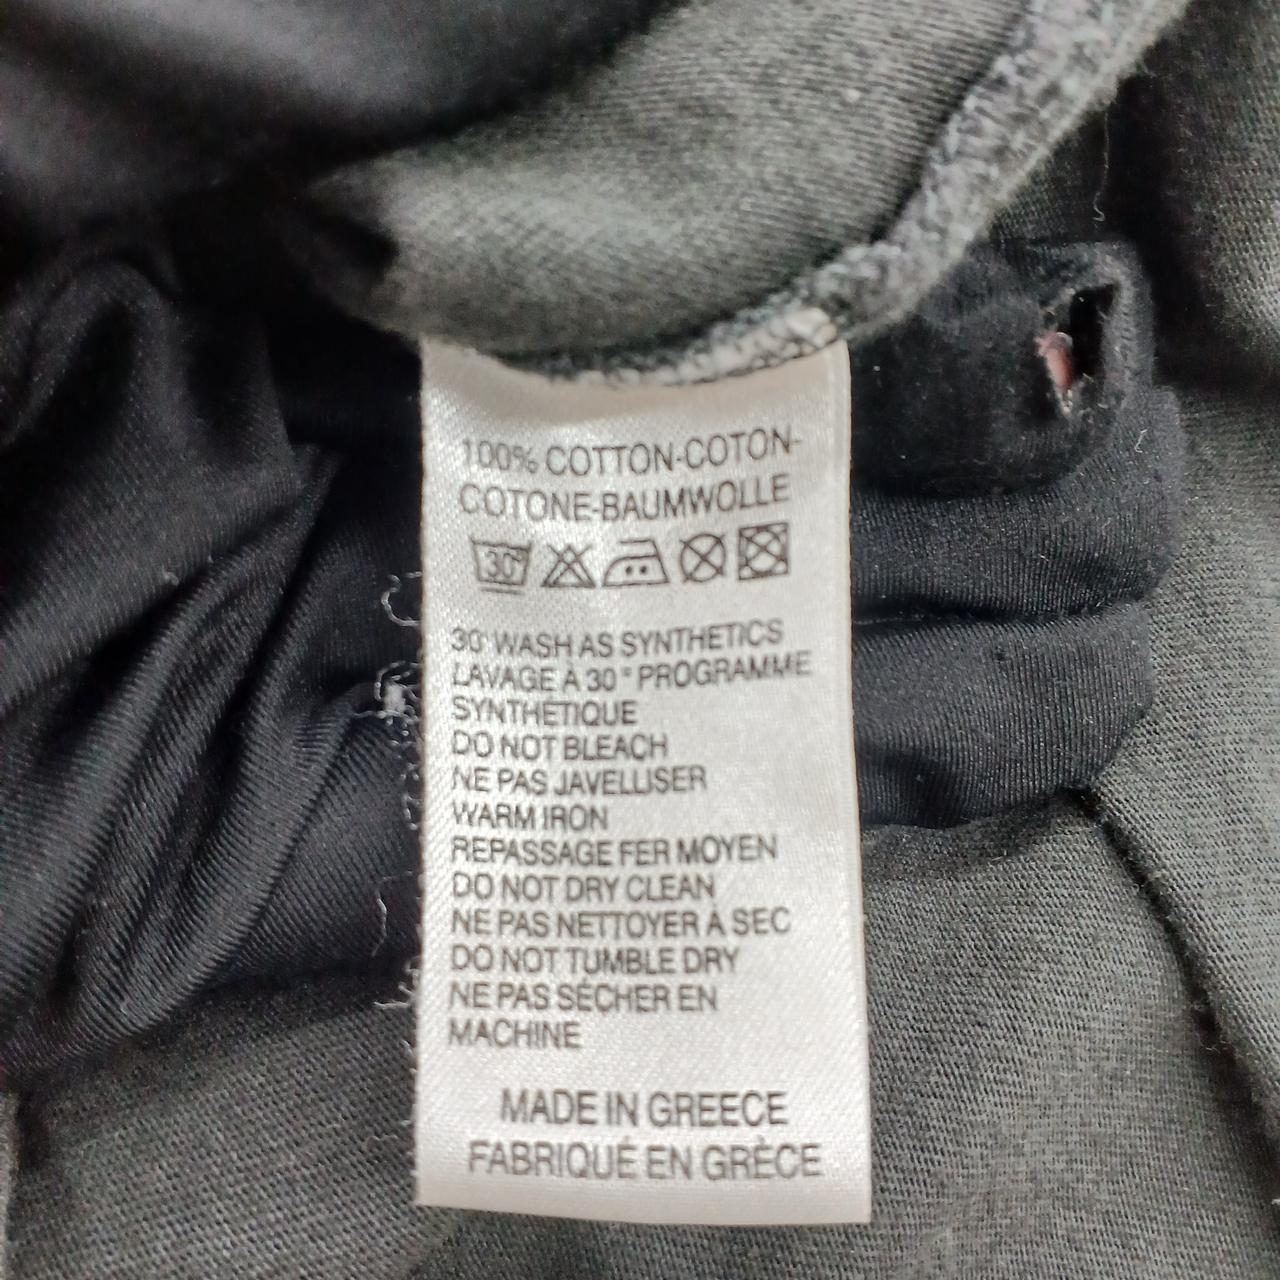 100% COTTON-COTON-
COTONE-BAUMWOLLE
30°
30° WASH AS SYNTHETICS
LAVAGE À 30° PROGRAMME
SYNTHÉTIQUE
DO NOT BLEACH
NE PAS JAVELLISER
WARM IRON
REPASSAGE FER MOYEN
DO NOT DRY CLEAN
NE PAS NETTOYER À SEC
DO NOT TUMBLE DRY
NE PAS SÉCHER EN
MACHINE
MADE IN GREECE
FABRIQUÉ EN GRÈCE